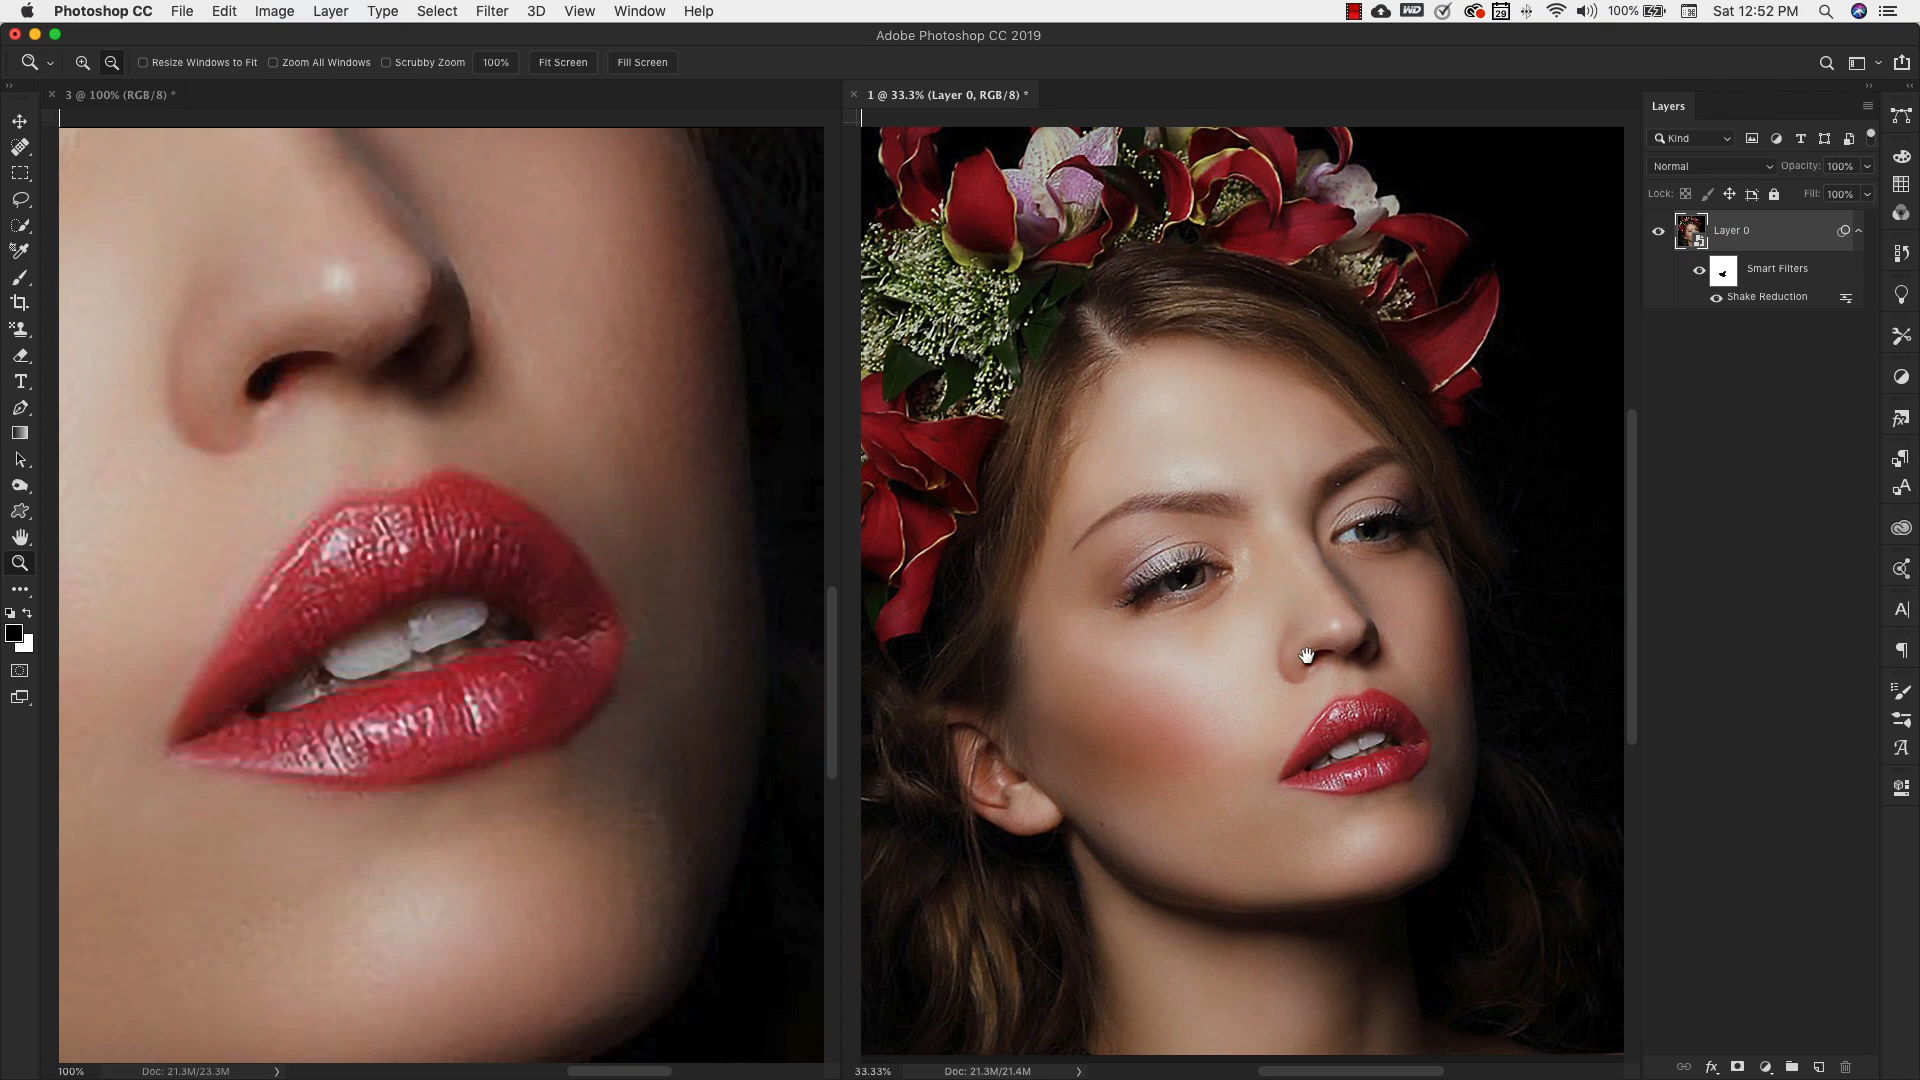 Photoshop CC File Edit Image Layer Type Select Filter 3D View Window Help 100% Sat 12:52 PM
Adobe Photoshop CC 2019
Resize Windows to Fit Zoom All Windows Scrubby Zoom 100% Fit Screen Fill Screen
3 @ 100% (RGB/8) *
1 @ 33.3% (Layer 0, RGB/8) *
Layers
Kind
Normal Opacity: 100%
Lock: Fill: 100%
Layer 0
Smart Filters
Shake Reduction
100% Doc: 21.3M/23.3M
33.33% Doc: 21.3M/21.4M